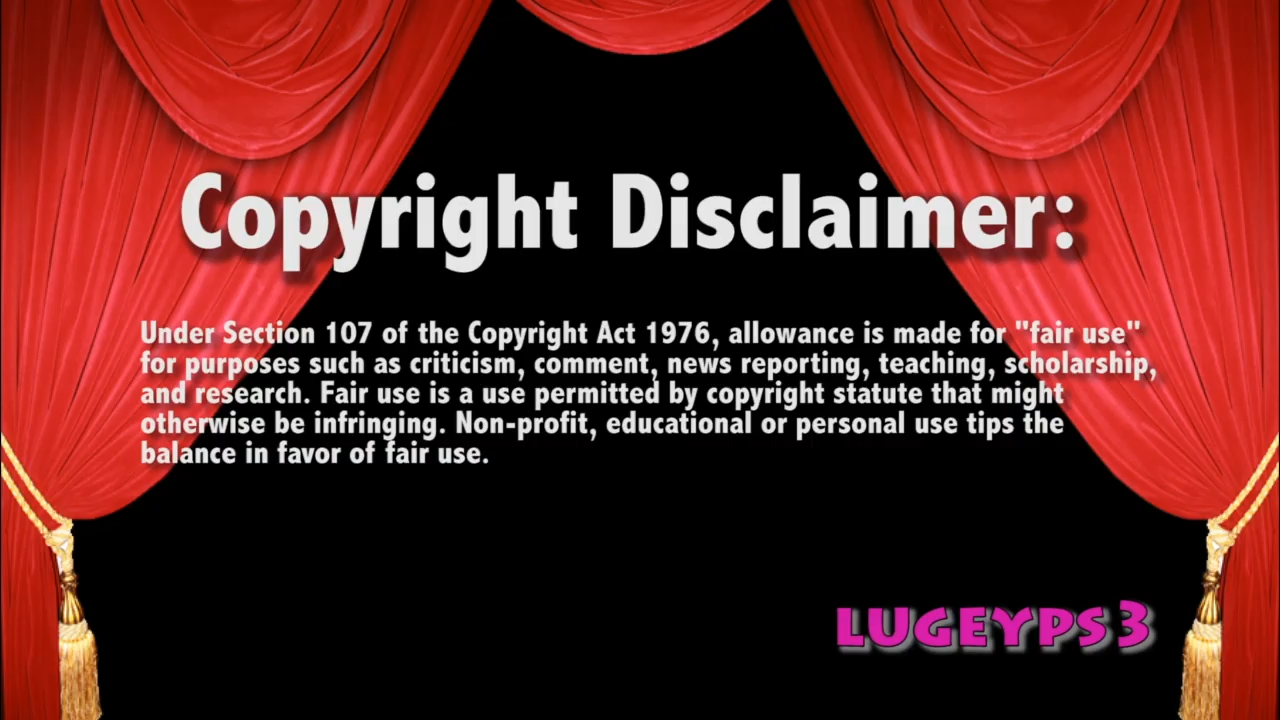 Copyright Disclaimer:
Under Section 107 of the Copyright Act 1976, allowance is made for "fair use"
for purposes such as criticism, comment, news reporting, teaching, scholarship,
and research. Fair use is a use permitted by copyright statute that might
otherwise be infringing. Non-profit, educational or personal use tips the
balance in favor of fair use.
LUGEYPS3